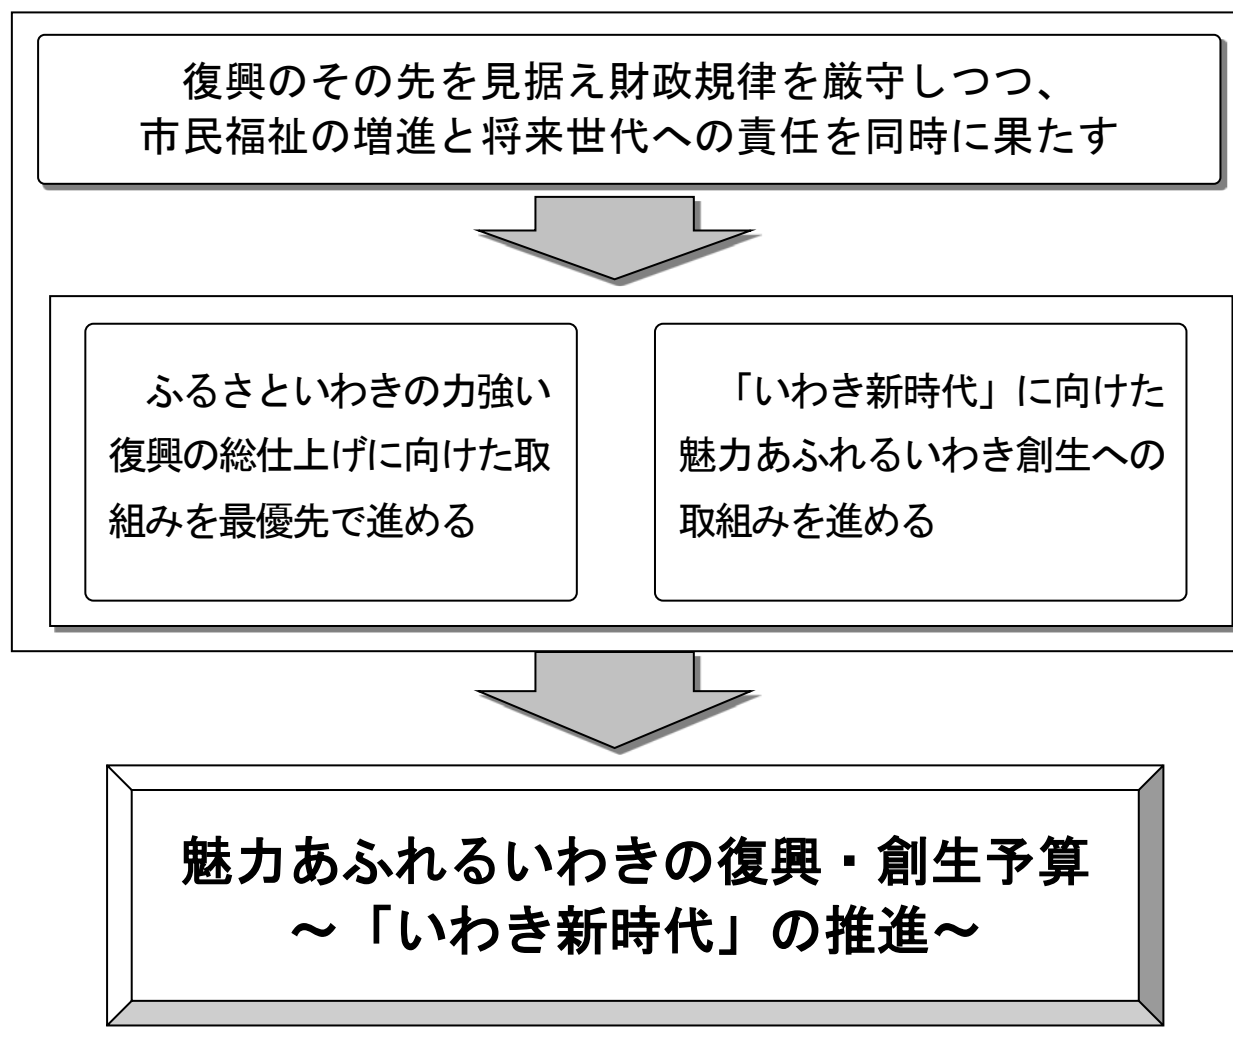 復興のその先を見据え財政規律を厳守しつつ、
市民福祉の増進と将来世代への責任を同時に果たす
ふるさといわきの力強い
復興の総仕上げに向けた取
組みを最優先で進める
「いわき新時代」に向けた
魅力あふれるいわき創生への
取組みを進める
魅力あふれるいわきの復興・創生予算
～「いわき新時代」の推進～